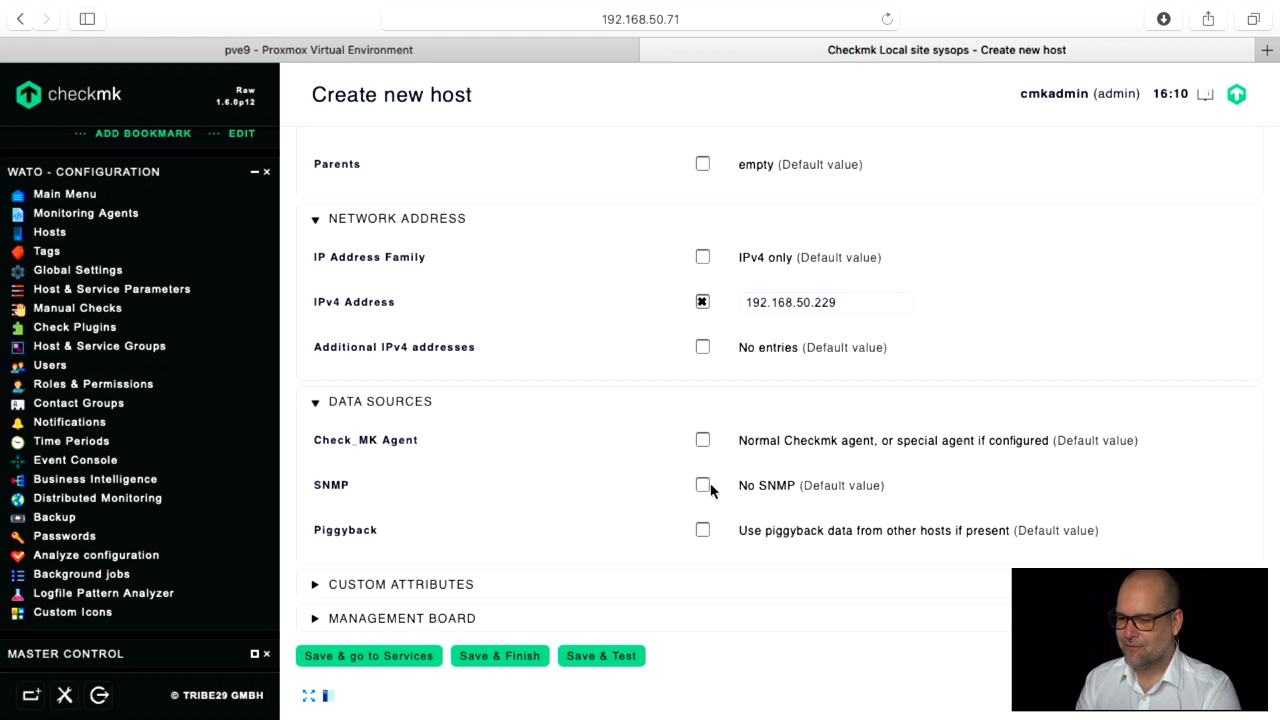 192.168.50.71
pve9 - Proxmox Virtual Environment
Checkmk Local site sysops - Create new host
checkmk
Raw
1.6.0p12
Create new host
cmkadmin (admin) 16:10
ADD BOOKMARK
EDIT
WATO - CONFIGURATION
Main Menu
Monitoring Agents
Hosts
Tags
Global Settings
Host & Service Parameters
Manual Checks
Check Plugins
Host & Service Groups
Users
Roles & Permissions
Contact Groups
Notifications
Time Periods
Event Console
Business Intelligence
Distributed Monitoring
Backup
Passwords
Analyze configuration
Background jobs
Logfile Pattern Analyzer
Custom Icons
MASTER CONTROL
© TRIBE29 GMBH
Parents empty (Default value)
NETWORK ADDRESS
IP Address Family IPv4 only (Default value)
IPv4 Address 192.168.50.229
Additional IPv4 addresses No entries (Default value)
DATA SOURCES
Check_MK Agent Normal Checkmk agent, or special agent if configured (Default value)
SNMP No SNMP (Default value)
Piggyback Use piggyback data from other hosts if present (Default value)
CUSTOM ATTRIBUTES
MANAGEMENT BOARD
Save & go to Services Save & Finish Save & Test